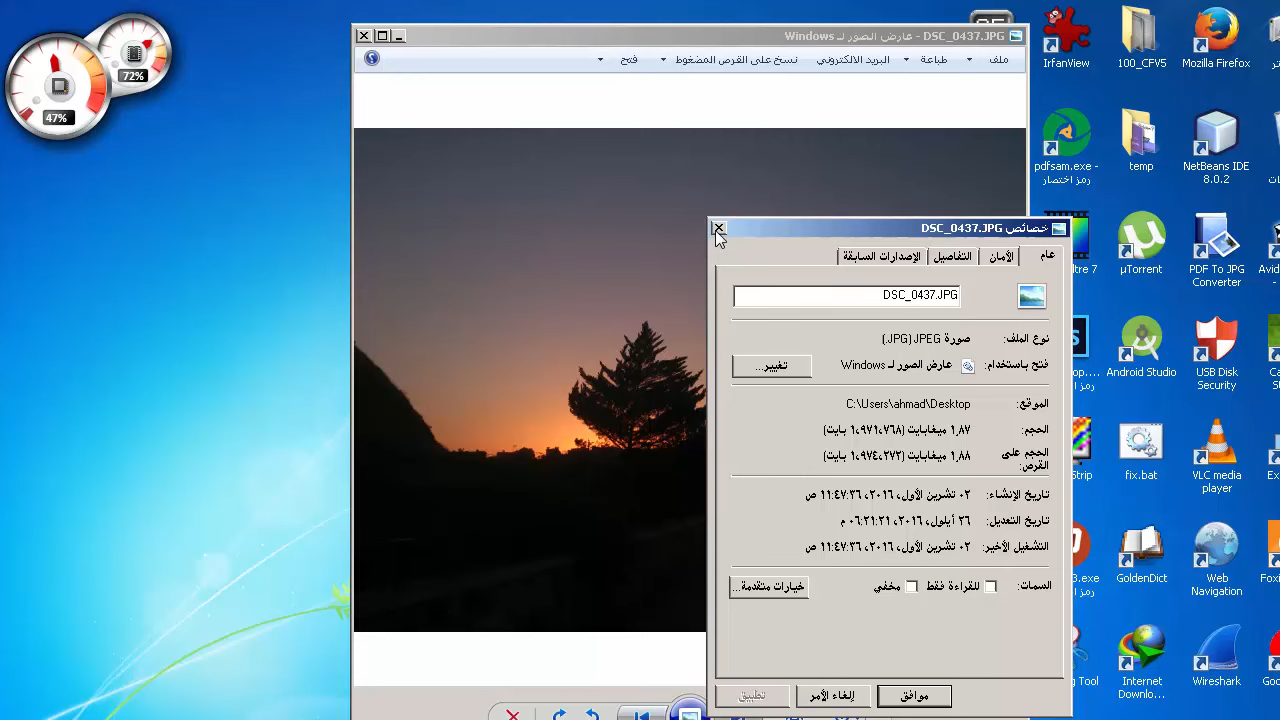 72%
47%
DSC_0437.JPG - عارض الصور لـ Windows
ملف
طباعة
البريد الالكتروني
نسخ على القرص المضغوط
فتح
خصائص DSC_0437.JPG
عام
الأمان
التفاصيل
الإصدارات السابقة
DSC_0437.JPG
نوع الملف: صورة JPEG (.JPG)
فتح باستخدام: عارض الصور لـ Windows
تغيير...
الموقع: C:\Users\ahmad\Desktop
الحجم: ١,٨٧ ميغابايت (١،٩٧١،٧٦٨ بايت)
الحجم على القرص: ١,٨٨ ميغابايت (١،٩٧٤،٢٧٢ بايت)
تاريخ الإنشاء: ٠٢ تشرين الأول، ٢٠١٦، ١١:٤٧:٣٦ ص
تاريخ التعديل: ٢٦ أيلول، ٢٠١٦، ٠٦:٢١:٢١ م
التشغيل الأخير: ٠٢ تشرين الأول، ٢٠١٦، ١١:٤٧:٣٦ ص
السمات: للقراءة فقط مخفي
خيارات متقدمة...
موافق
إلغاء الأمر
تطبيق
IrfanView
100_CFV5
Mozilla Firefox
pdfsam.exe -
رمز اختصار
temp
NetBeans IDE
8.0.2
µTorrent
PDF To JPG
Converter
Android Studio
USB Disk
Security
fix.bat
VLC media
player
GoldenDict
Web
Navigation
Internet
Downlo...
Wireshark